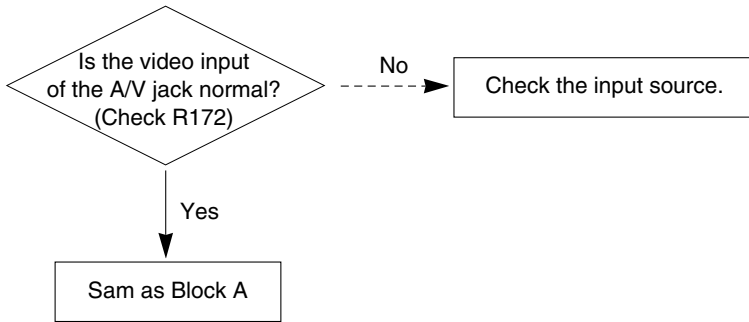 Is the video input
of the A/V jack normal?
(Check R172)
No
Check the input source.
Yes
Sam as Block A